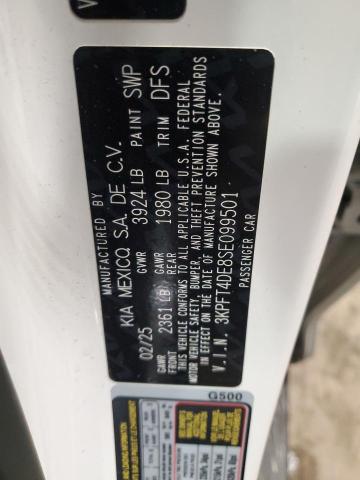 MANUFACTURED BY
KIA MEXICO, S.A. DE C.V.
02/25 GVWR 3924 LB PAINT SWP
GAWR FRONT 2361 LB GAWR REAR 1980 LB TRIM DFS
THIS VEHICLE CONFORMS TO ALL APPLICABLE U.S.A. FEDERAL
MOTOR VEHICLE SAFETY, BUMPER, AND THEFT PREVENTION STANDARDS
IN EFFECT ON THE DATE OF MANUFACTURE SHOWN ABOVE.
V.I.N. 3KPFT4DE8SE099501
PASSENGER CAR
G500